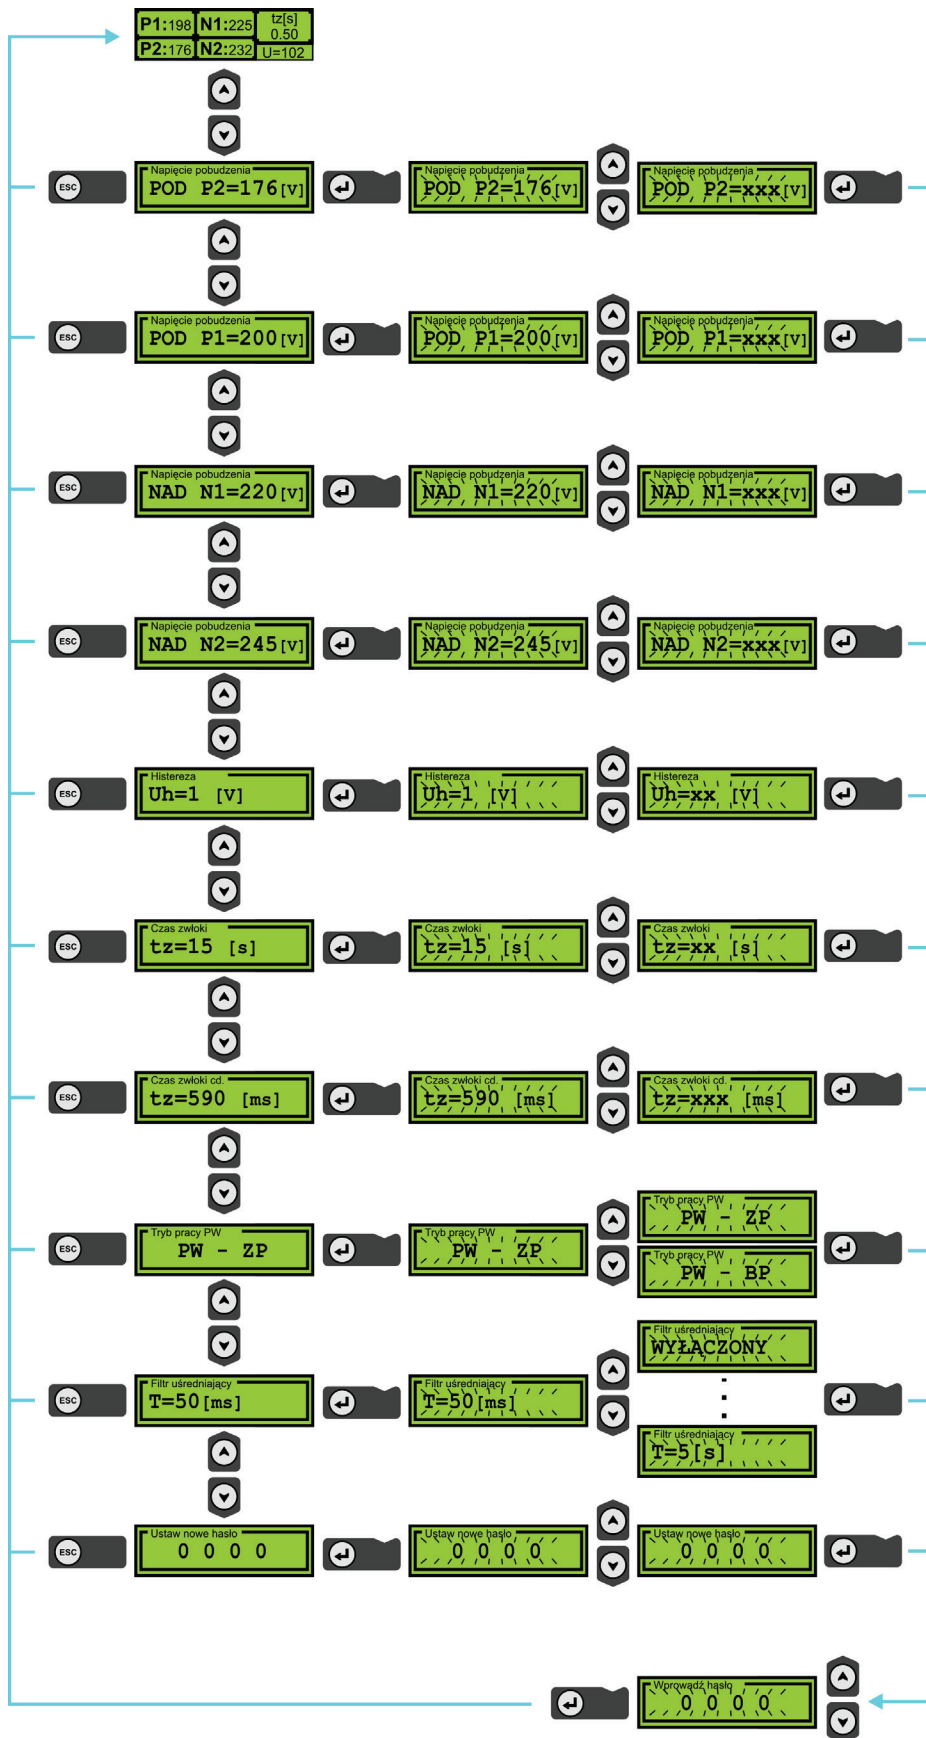 P1:198 N1:225 tz[s] 0.50
P2:176 N2:232 U=102
Napięcie pobudzenia Napięcie pobudzenia Napięcie pobudzenia
ESC POD P2=176[V] POD P2=176[V] POD P2=xxx[V]
Napięcie pobudzenia Napięcie pobudzenia Napięcie pobudzenia
ESC POD P1=200[V] POD P1=200[V] POD P1=xxx[V]
Napięcie pobudzenia Napięcie pobudzenia Napięcie pobudzenia
ESC NAD N1=220[V] NAD N1=220[V] NAD N1=xxx[V]
Napięcie pobudzenia Napięcie pobudzenia Napięcie pobudzenia
ESC NAD N2=245[V] NAD N2=245[V] NAD N2=xxx[V]
Histereza Histereza Histereza
ESC Uh=1 [V] Uh=1 [V] Uh=xx [V]
Czas zwłoki Czas zwłoki Czas zwłoki
ESC tz=15 [s] tz=15 [s] tz=xx [s]
Czas zwłoki cd. Czas zwłoki cd. Czas zwłoki cd.
ESC tz=590 [ms] tz=590 [ms] tz=xxx [ms]
Tryb pracy PW
PW - ZP
Tryb pracy PW Tryb pracy PW
ESC PW - ZP PW - ZP
Tryb pracy PW
PW - BP
Filtr uśredniający
WYŁĄCZONY
Filtr uśredniający Filtr uśredniający
ESC T=50[ms] T=50[ms]
Filtr uśredniający
T=5[s]
Ustaw nowe hasło Ustaw nowe hasło Ustaw nowe hasło
ESC 0 0 0 0 0 0 0 0 0 0 0 0
Wprowadź hasło
0 0 0 0